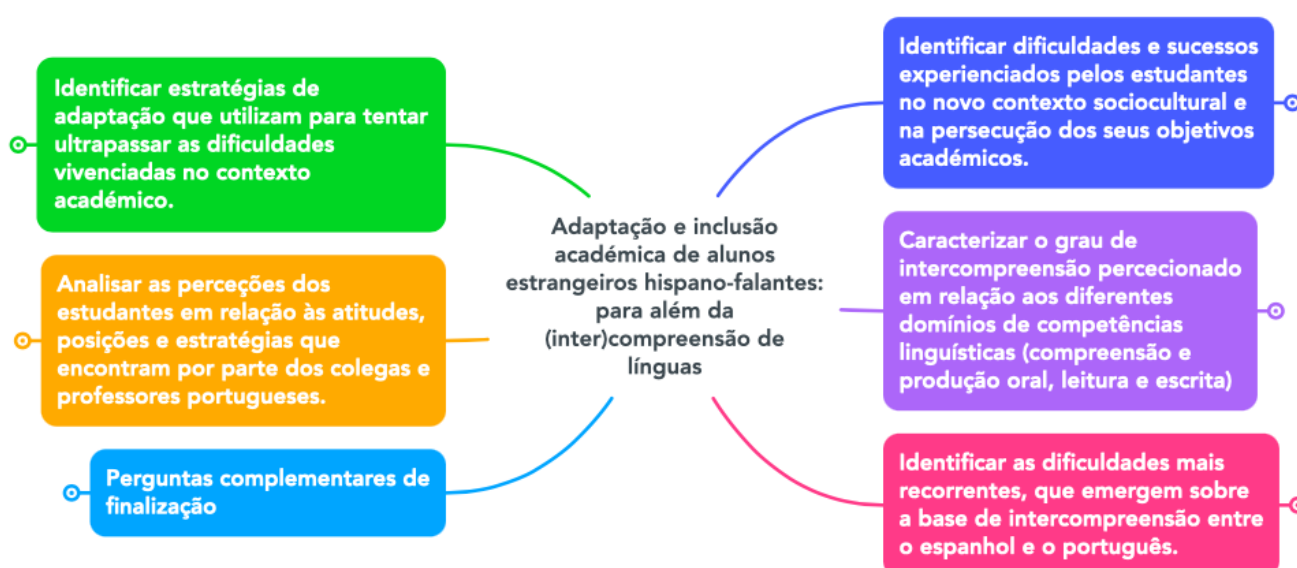 Adaptação e inclusão
académica de alunos
estrangeiros hispano-falantes:
para além da
(inter)compreensão de
línguas
Identificar dificuldades e sucessos
experienciados pelos estudantes
no novo contexto sociocultural e
na persecução dos seus objetivos
académicos.
Caracterizar o grau de
intercompreensão percecionado
em relação aos diferentes
domínios de competências
linguísticas (compreensão e
produção oral, leitura e escrita)
Identificar as dificuldades mais
recorrentes, que emergem sobre
a base de intercompreensão entre
o espanhol e o português.
Identificar estratégias de
adaptação que utilizam para tentar
ultrapassar as dificuldades
vivenciadas no contexto
académico.
Analisar as perceções dos
estudantes em relação às atitudes,
posições e estratégias que
encontram por parte dos colegas e
professores portugueses.
Perguntas complementares de
finalização